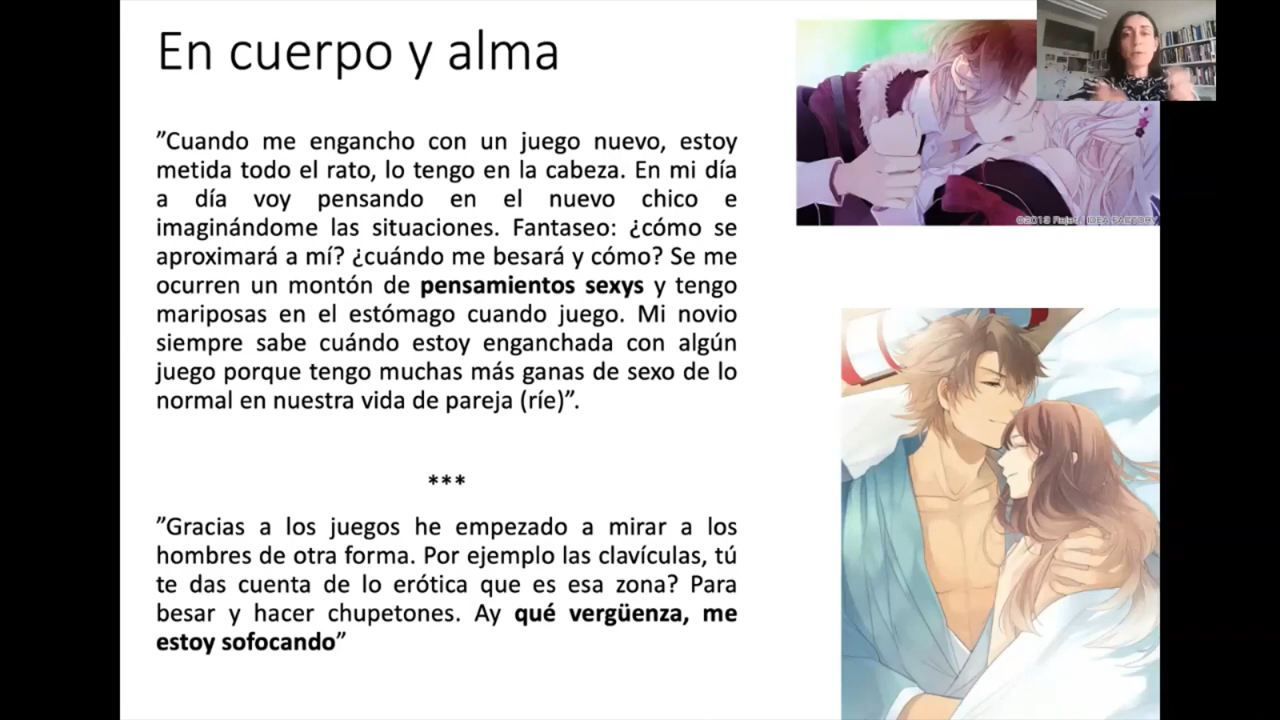 En cuerpo y alma
”Cuando me engancho con un juego nuevo, estoy
metida todo el rato, lo tengo en la cabeza. En mi día
a día voy pensando en el nuevo chico e
imaginándome las situaciones. Fantaseo: ¿cómo se
aproximará a mí? ¿cuándo me besará y cómo? Se me
ocurren un montón de pensamientos sexys y tengo
mariposas en el estómago cuando juego. Mi novio
siempre sabe cuándo estoy enganchada con algún
juego porque tengo muchas más ganas de sexo de lo
normal en nuestra vida de pareja (ríe)”.
***
”Gracias a los juegos he empezado a mirar a los
hombres de otra forma. Por ejemplo las clavículas, tú
te das cuenta de lo erótica que es esa zona? Para
besar y hacer chupetones. Ay qué vergüenza, me
estoy sofocando”
©2013 Rejet / IDEA FACTORY